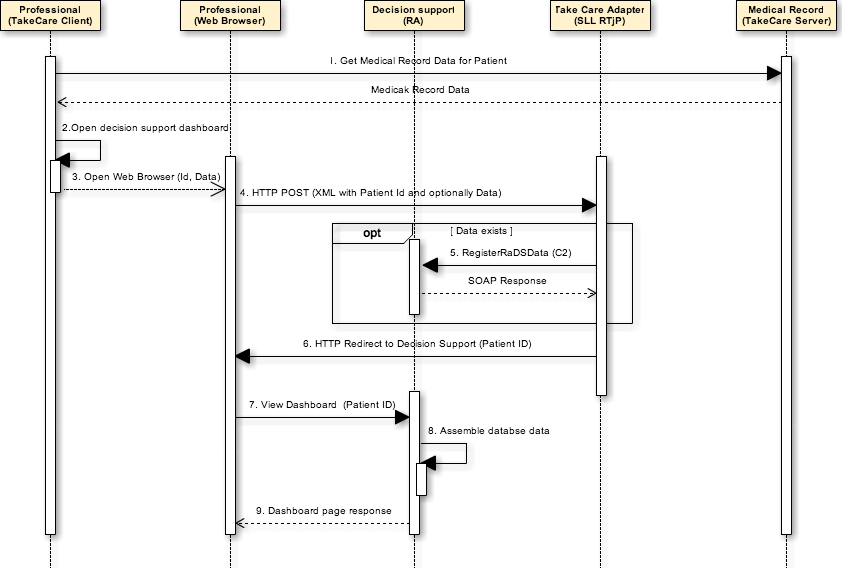 Professional
(TakeCare Client)
Professional
(Web Browser)
Decision support
(RA)
Take Care Adapter
(SLL RTjP)
Medical Record
(TakeCare Server)
1. Get Medical Record Data for Patient
Medicak Record Data
2.Open decision support dashboard
3. Open Web Browser (Id, Data)
4. HTTP POST (XML with Patient Id and optionally Data)
opt
[ Data exists ]
5. RegisterRaDSData (C2)
SOAP Response
6. HTTP Redirect to Decision Support (Patient ID)
7. View Dashboard (Patient ID)
8. Assemble databse data
9. Dashboard page response